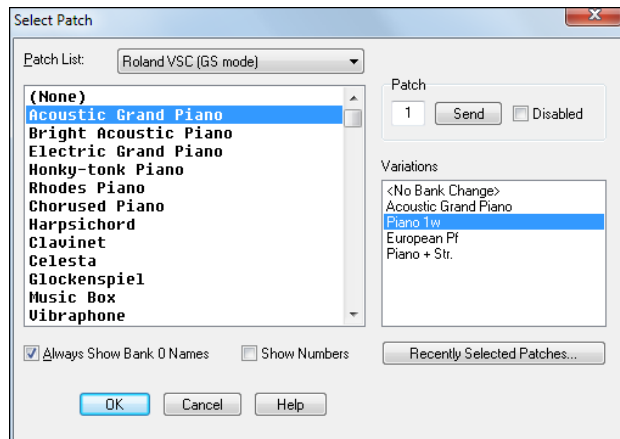 Select Patch
Patch List:
Roland VSC (GS mode)
(None)
Acoustic Grand Piano
Bright Acoustic Piano
Electric Grand Piano
Honky-tonk Piano
Rhodes Piano
Chorused Piano
Harpsichord
Clavinet
Celesta
Glockenspiel
Music Box
Vibraphone
Patch
1
Send
Disabled
Variations
<No Bank Change>
Acoustic Grand Piano
Piano 1w
European Pf
Piano + Str.
Always Show Bank 0 Names
Show Numbers
Recently Selected Patches...
OK
Cancel
Help